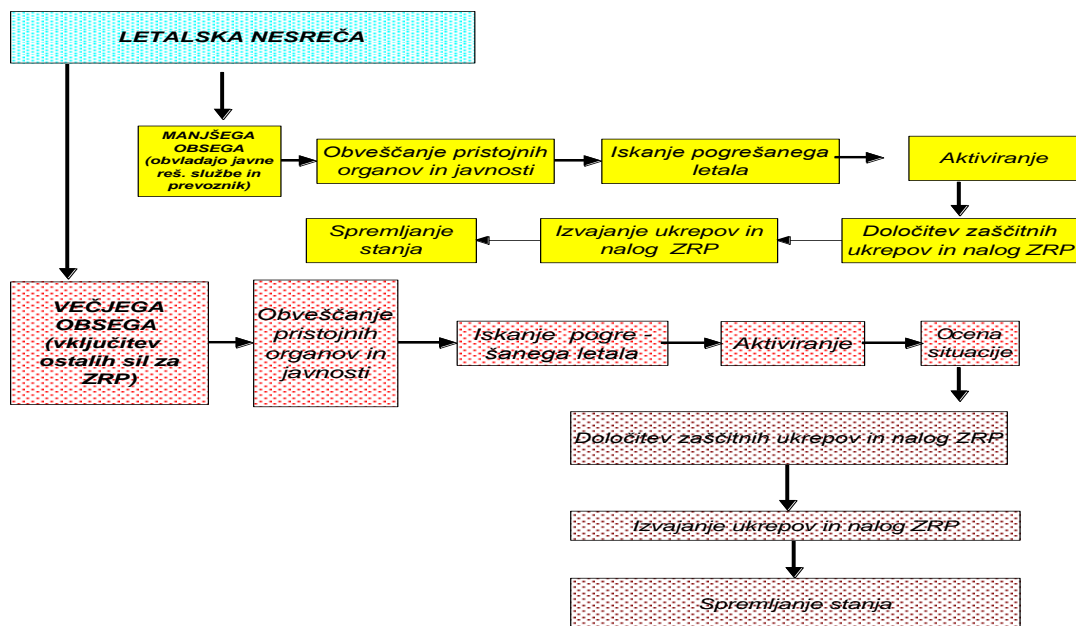 LETALSKA NESREČA
MANJŠEGA
OBSEGA
(obvladajo javne
reš. službe in
prevoznik)
Obveščanje pristojnih
organov in javnosti
Iskanje pogrešanega
letala
Aktiviranje
Določitev zaščitnih
ukrepov in nalog ZRP
Izvajanje ukrepov in
nalog ZRP
Spremljanje
stanja
VEČJEGA
OBSEGA
(vključitev
ostalih sil za
ZRP)
Obveščanje
pristojnih
organov in
javnosti
Iskanje pogre -
šanega letala
Aktiviranje
Ocena
situacije
Določitev zaščitnih ukrepov in nalog ZRP
Izvajanje ukrepov in nalog ZRP
Spremljanje stanja